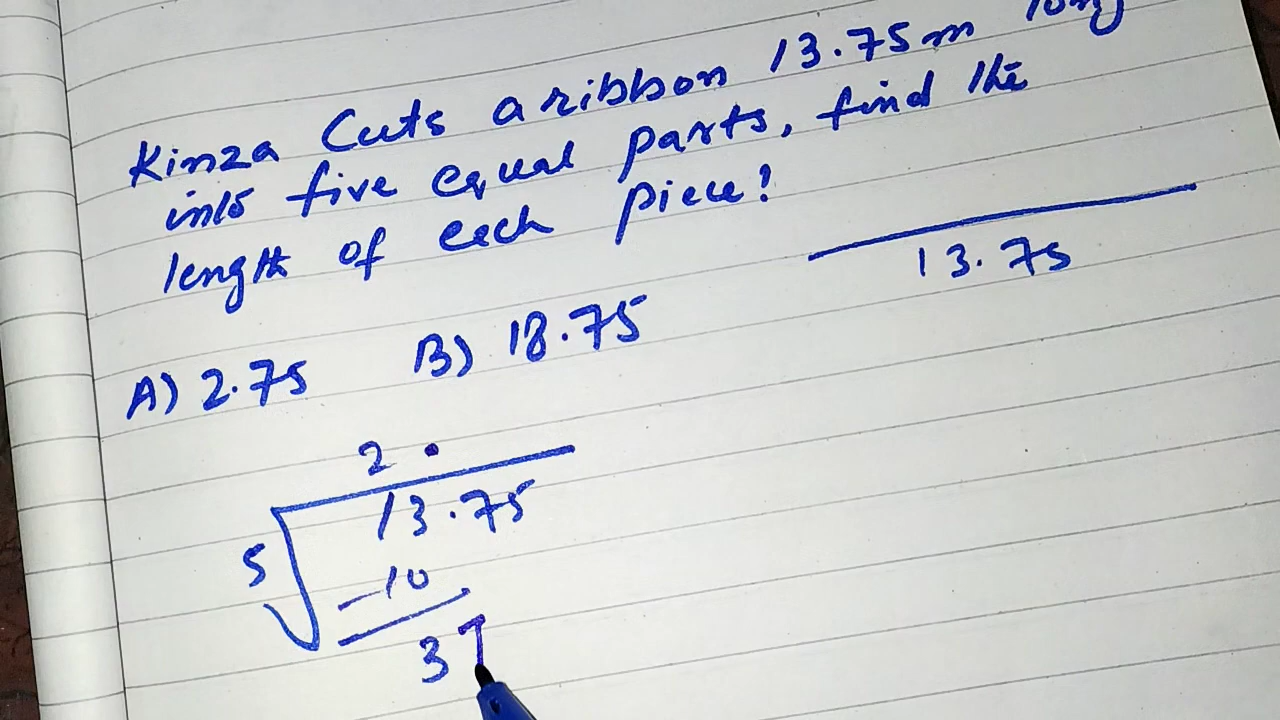 Kinza Cuts a ribbon 13.75m long
into five equal parts, find the
length of each piece?
13.75
A) 2.75 B) 18.75
2.
5 13.75
-10
37